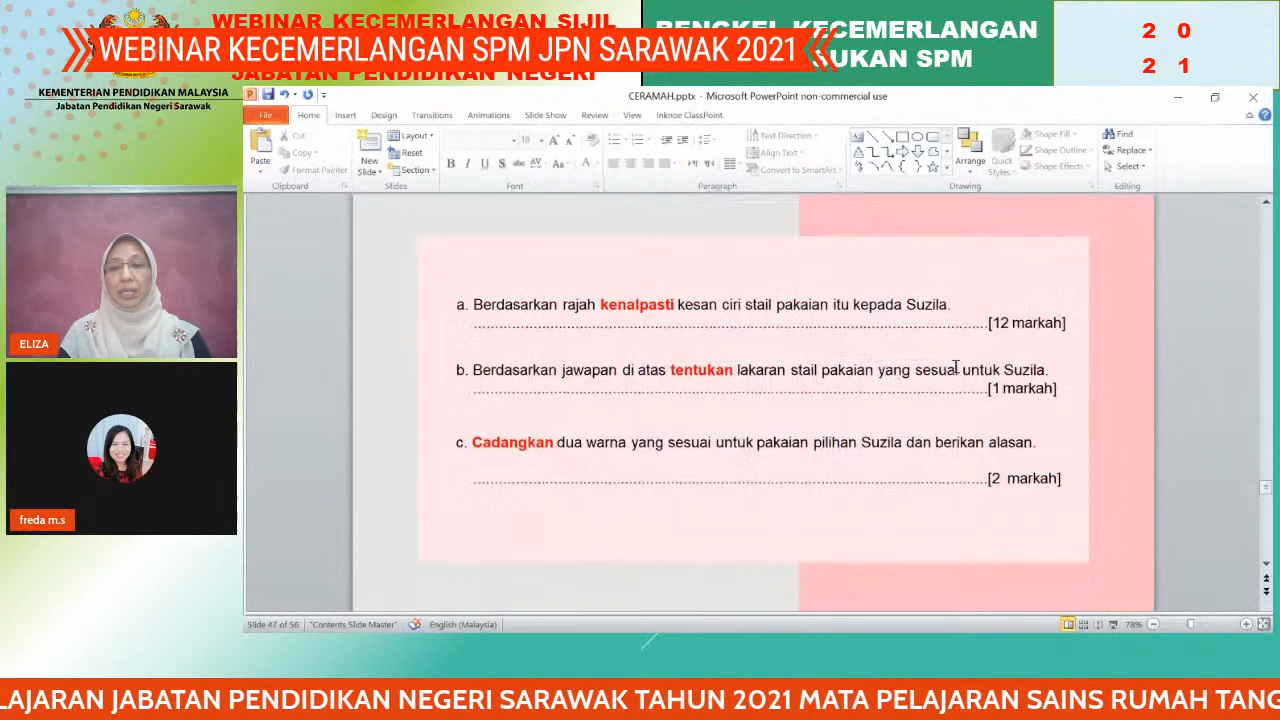 WEBINAR KECEMERLANGAN SIJIL
WEBINAR KECEMERLANGAN SPM JPN SARAWAK 2021
JABATAN PENDIDIKAN NEGERI
BENGKEL KECEMERLANGAN
SUKAN SPM
2 0
2 1
KEMENTERIAN PENDIDIKAN MALAYSIA
Jabatan Pendidikan Negeri Sarawak
CERAMAH.pptx - Microsoft PowerPoint non-commercial use
File Home Insert Design Transitions Animations Slide Show Review View Inknoe ClassPoint
Paste
Cut
Copy
Format Painter
Clipboard
New Slide
Layout
Reset
Section
Slides
18
Font
Text Direction
Align Text
Convert to SmartArt
Paragraph
Arrange
Quick Styles
Shape Fill
Shape Outline
Shape Effects
Drawing
Find
Replace
Select
Editing
a. Berdasarkan rajah kenalpasti kesan ciri stail pakaian itu kepada Suzila.
[12 markah]
b. Berdasarkan jawapan di atas tentukan lakaran stail pakaian yang sesuai untuk Suzila.
[1 markah]
c. Cadangkan dua warna yang sesuai untuk pakaian pilihan Suzila dan berikan alasan.
[2 markah]
ELIZA
freda m.s
Slide 47 of 56 "Contents Slide Master" English (Malaysia) 78%
LAJARAN JABATAN PENDIDIKAN NEGERI SARAWAK TAHUN 2021 MATA PELAJARAN SAINS RUMAH TANG